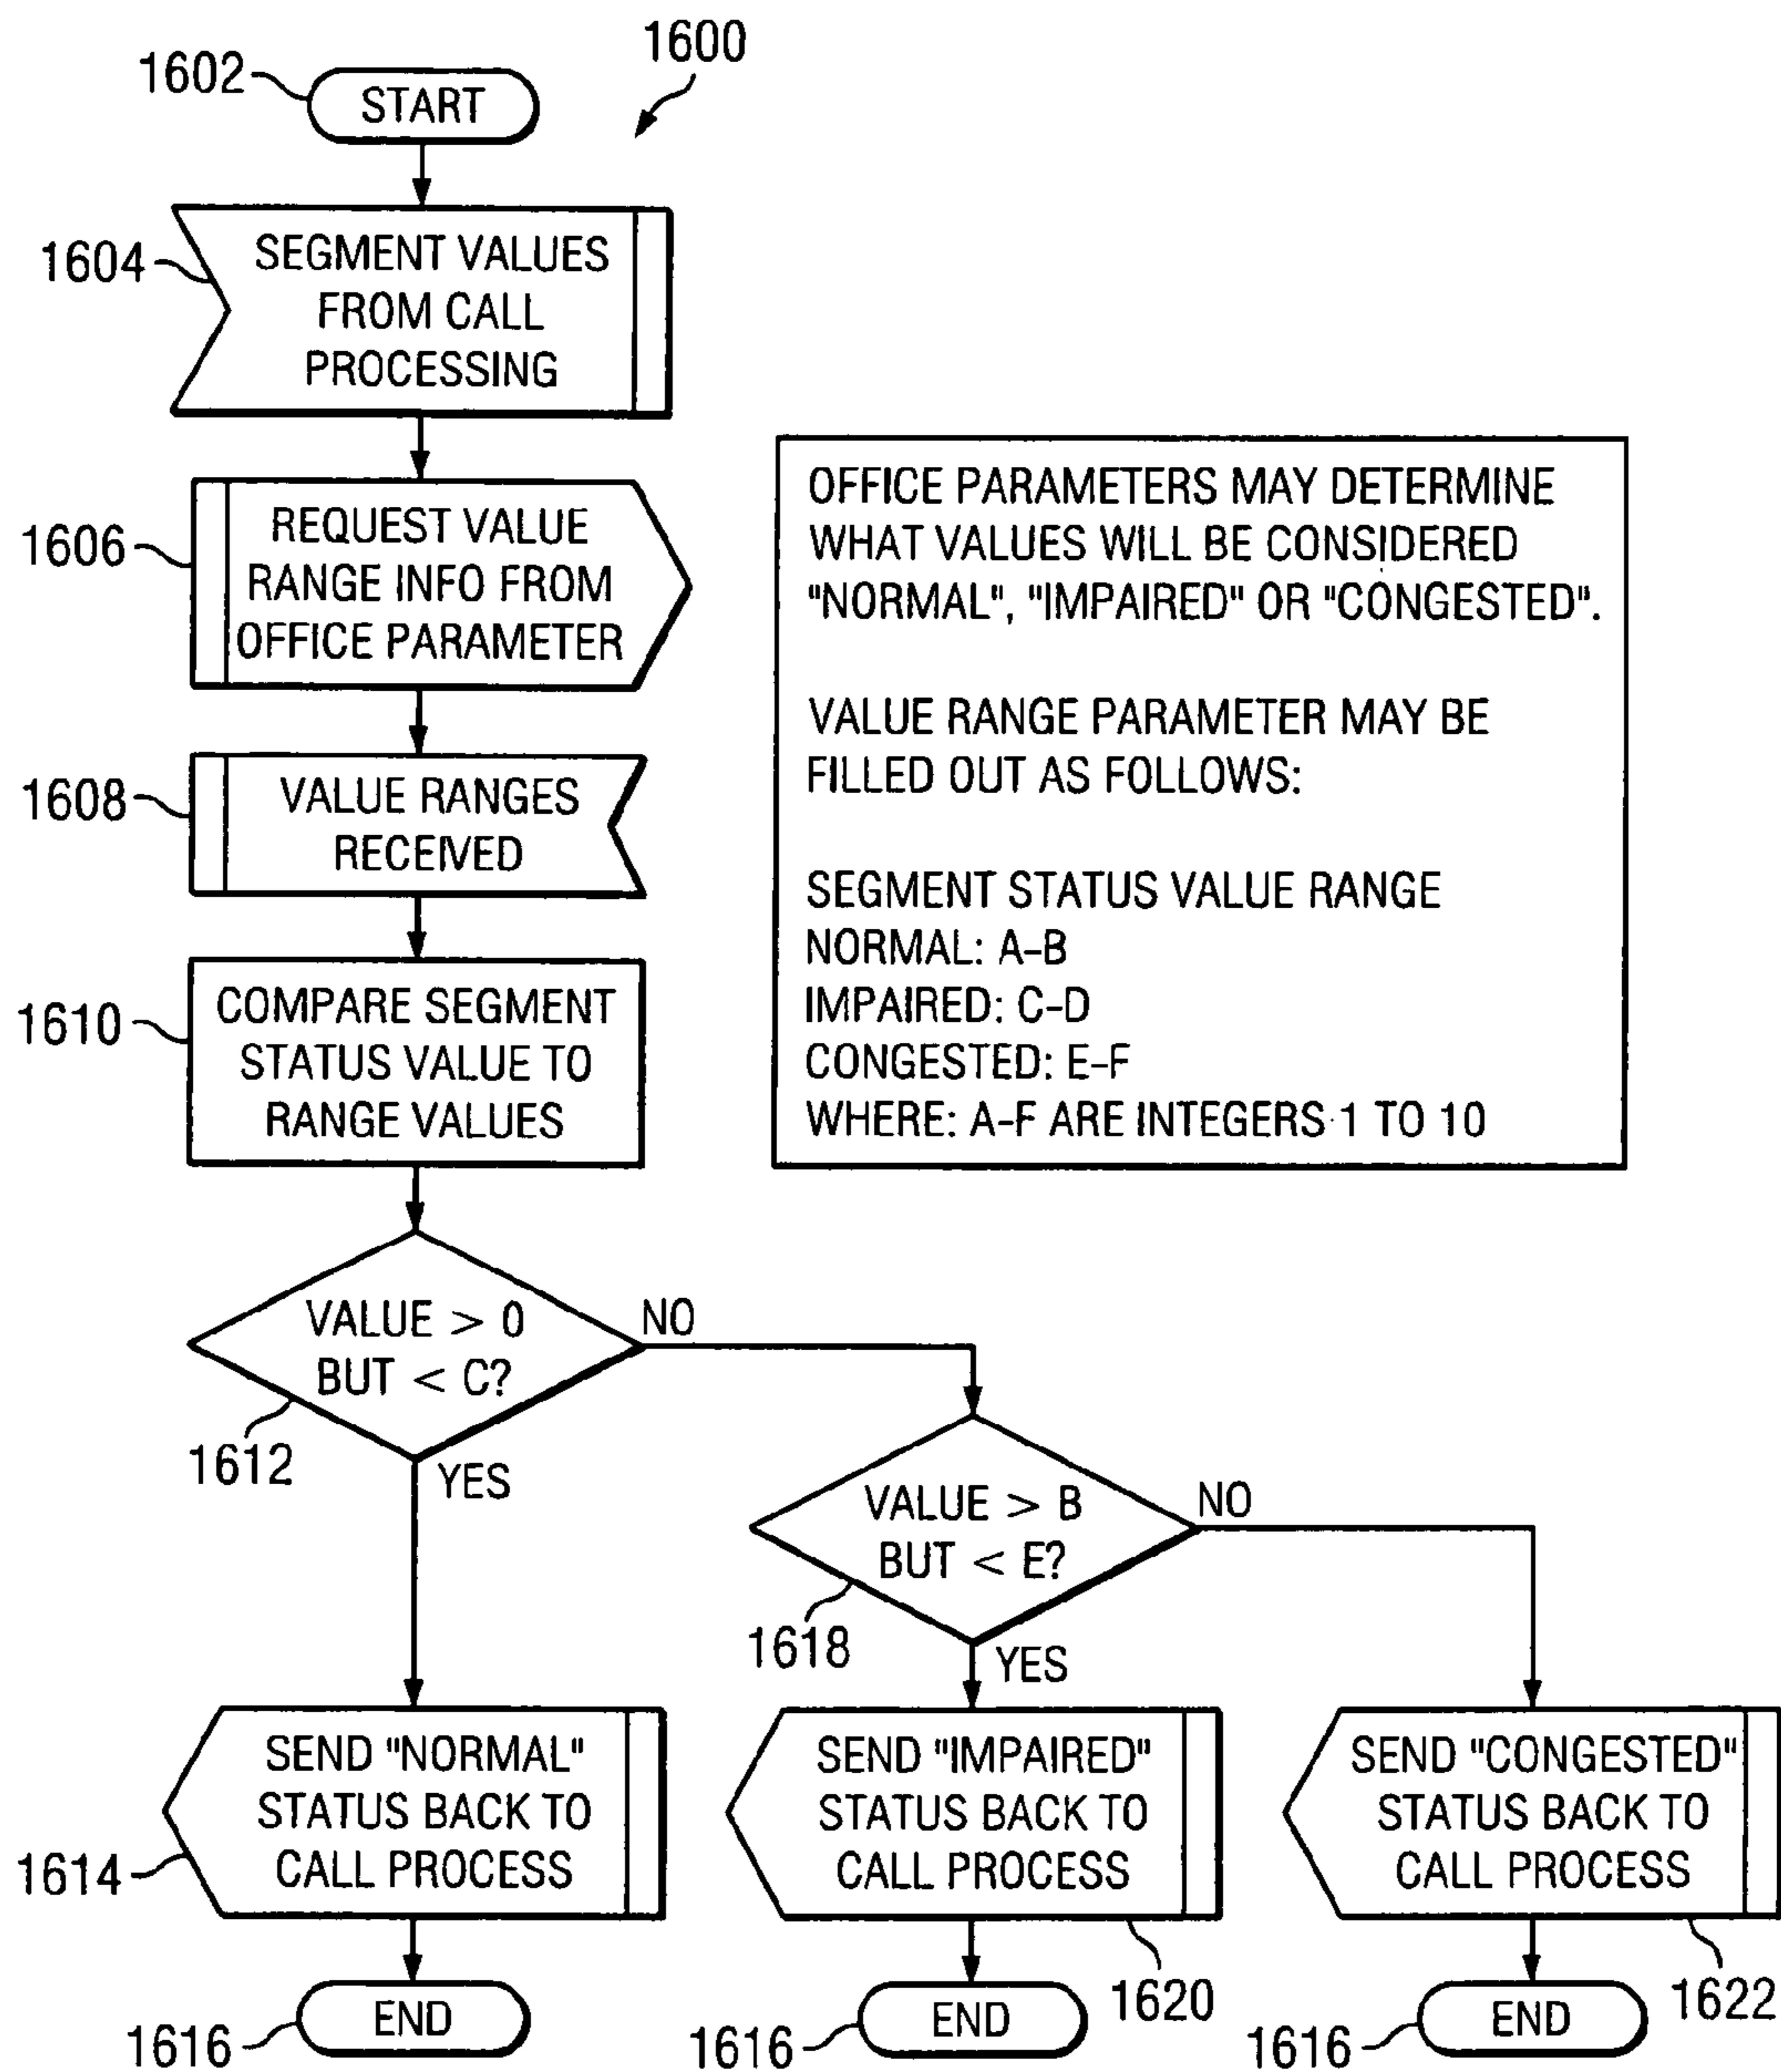 1600
1602
START
1604
SEGMENT VALUES
FROM CALL
PROCESSING
1606
REQUEST VALUE
RANGE INFO FROM
OFFICE PARAMETER
1608
VALUE RANGES
RECEIVED
1610
COMPARE SEGMENT
STATUS VALUE TO
RANGE VALUES
OFFICE PARAMETERS MAY DETERMINE
WHAT VALUES WILL BE CONSIDERED
"NORMAL", "IMPAIRED" OR "CONGESTED".
VALUE RANGE PARAMETER MAY BE
FILLED OUT AS FOLLOWS:
SEGMENT STATUS VALUE RANGE
NORMAL: A-B
IMPAIRED: C-D
CONGESTED: E-F
WHERE: A-F ARE INTEGERS 1 TO 10
VALUE > 0
BUT < C?
NO
1612
YES
VALUE > B
BUT < E?
NO
1618
YES
SEND "NORMAL"
STATUS BACK TO
CALL PROCESS
1614
SEND "IMPAIRED"
STATUS BACK TO
CALL PROCESS
1620
SEND "CONGESTED"
STATUS BACK TO
CALL PROCESS
1622
END
1616
END
1616
END
1616